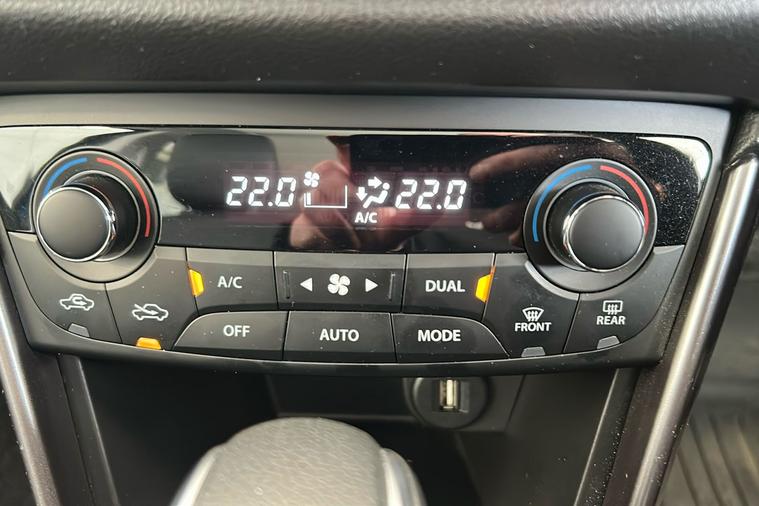 22.0 22.0
A/C
A/C DUAL
OFF AUTO MODE FRONT REAR